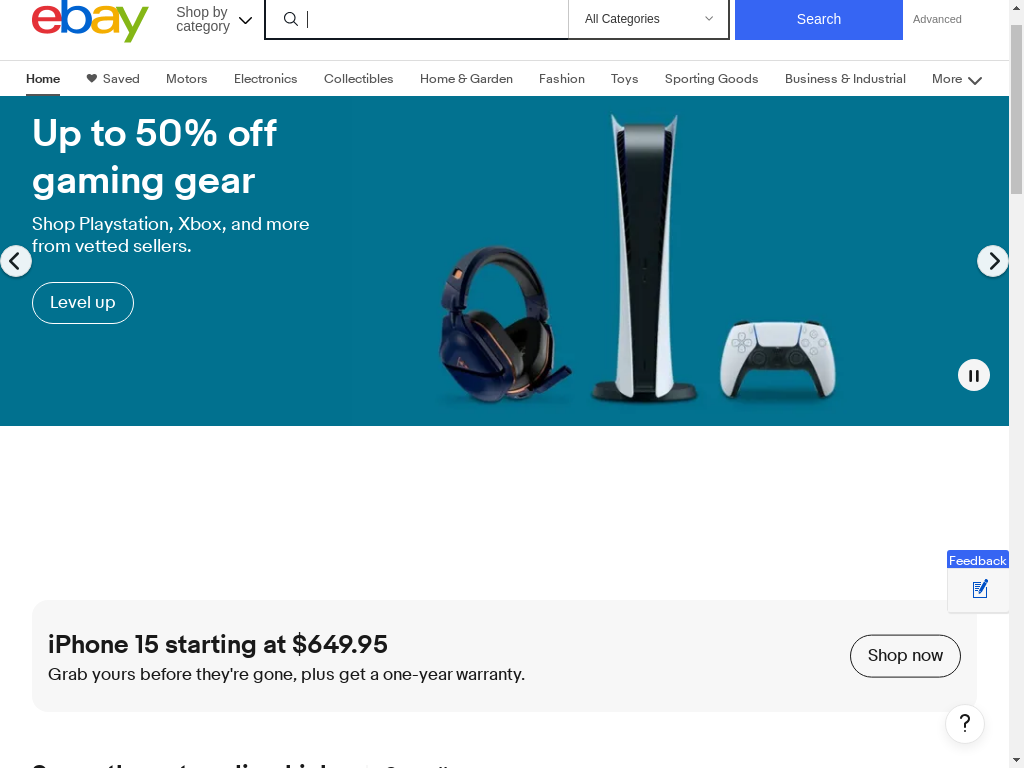 ebay
Shop by
category
All Categories
Search
Advanced
Home
Saved
Motors
Electronics
Collectibles
Home & Garden
Fashion
Toys
Sporting Goods
Business & Industrial
More
Up to 50% off
gaming gear
Shop Playstation, Xbox, and more
from vetted sellers.
Level up
Feedback
iPhone 15 starting at $649.95
Grab yours before they're gone, plus get a one-year warranty.
Shop now
?